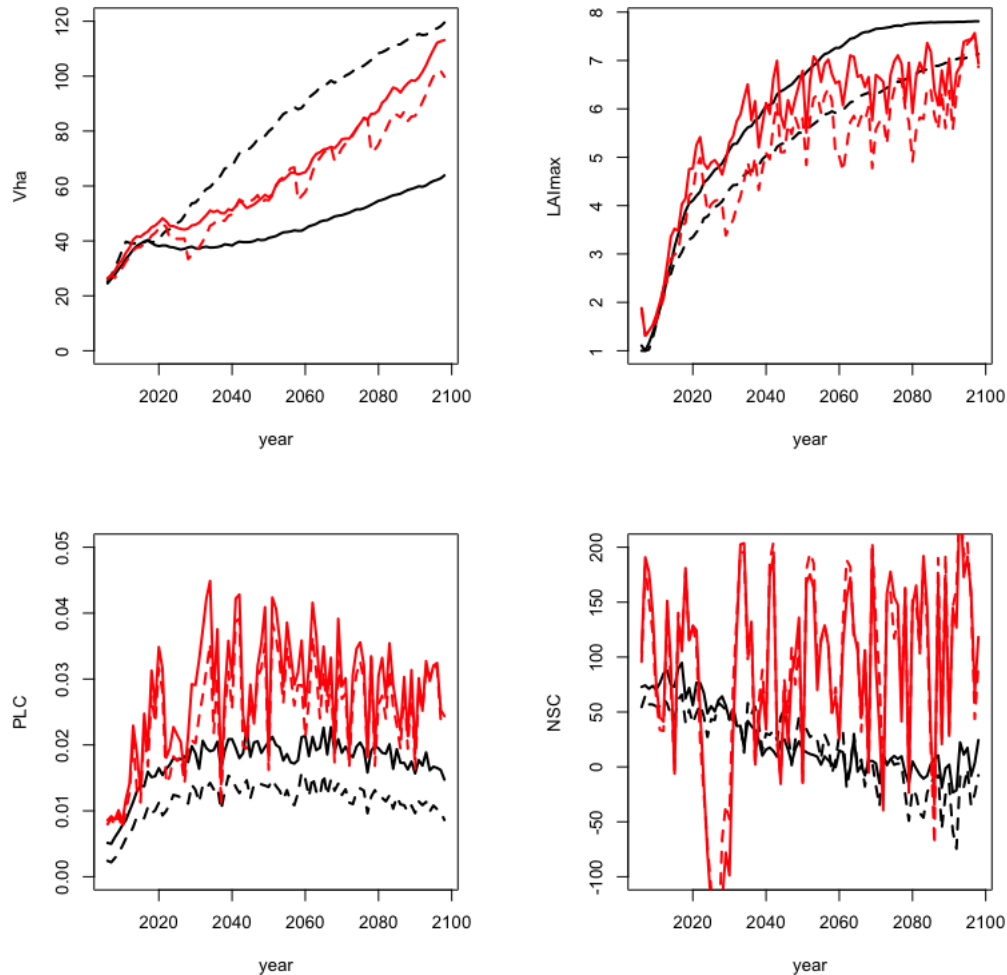 Vha
0 20 40 60 80 100 120
2020 2040 2060 2080 2100
year
LAImax
1 2 3 4 5 6 7 8
2020 2040 2060 2080 2100
year
PLC
0.00 0.01 0.02 0.03 0.04 0.05
2020 2040 2060 2080 2100
year
NSC
-100 -50 0 50 100 150 200
2020 2040 2060 2080 2100
year